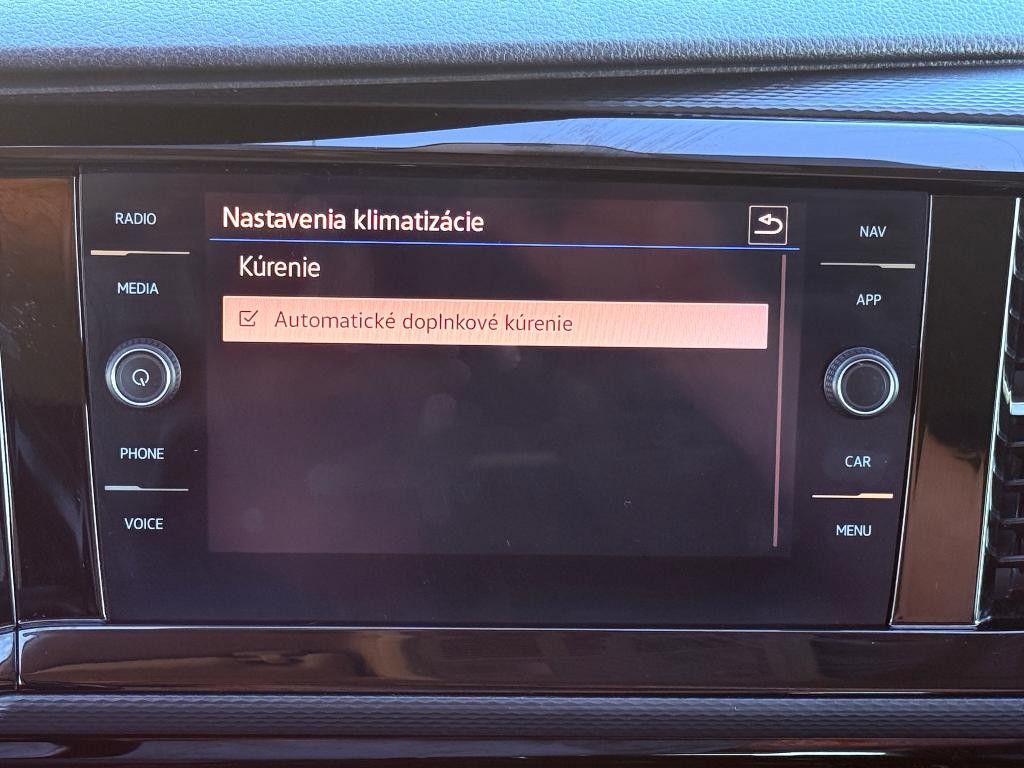 RADIO
MEDIA
PHONE
VOICE
Nastavenia klimatizácie
Kúrenie
Automatické doplnkové kúrenie
NAV
APP
CAR
MENU